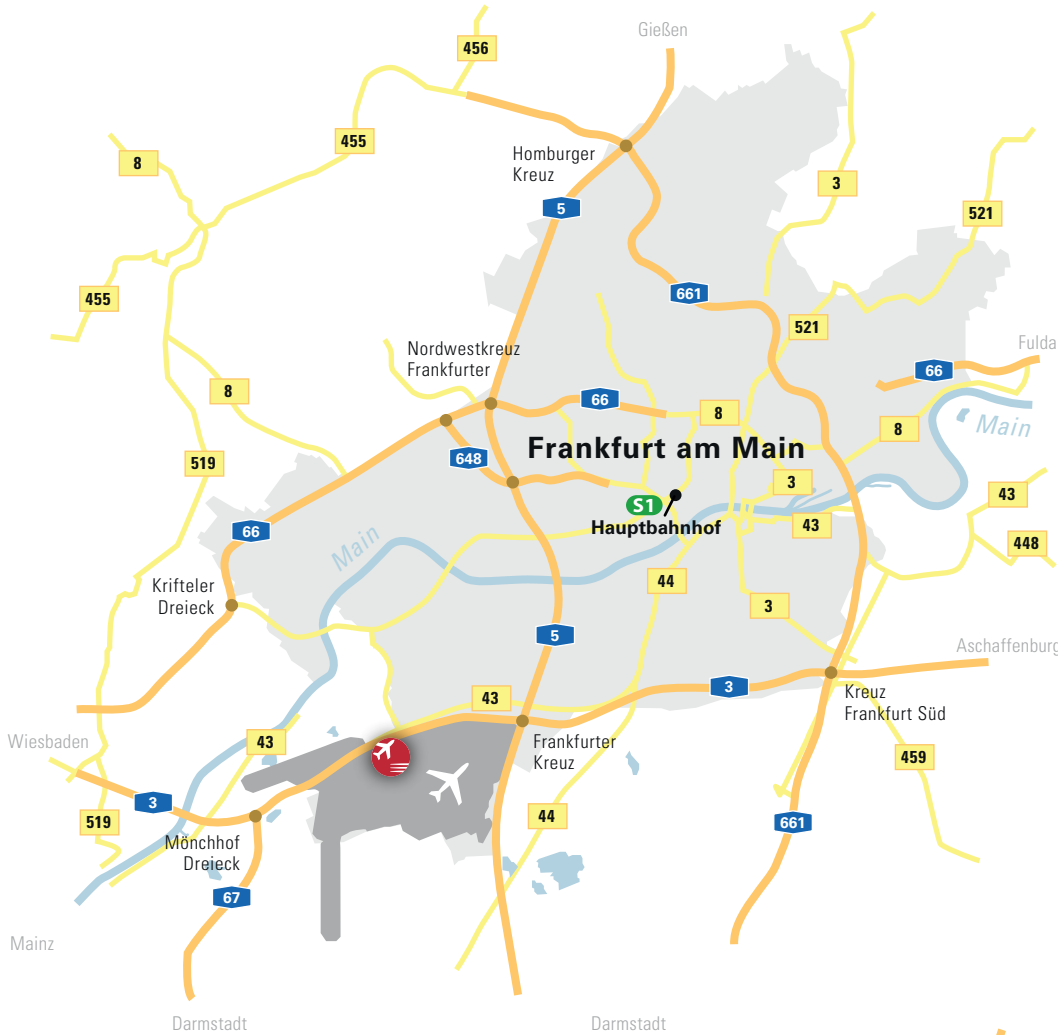 Gießen
456
455
8
Homburger
Kreuz
3
5
521
455
661
521
Nordwestkreuz
Frankfurter
Fulda
66
8
66
8
Main
8
Frankfurt am Main
648
519
3
S1
43
Hauptbahnhof
43
66
Main
448
44
Krifteler
Dreieck
3
5
Aschaffenburg
3
43
Kreuz
Frankfurt Süd
Wiesbaden
43
Frankfurter
Kreuz
459
3
519
44
661
Mönchhof
Dreieck
67
Mainz
Darmstadt
Darmstadt